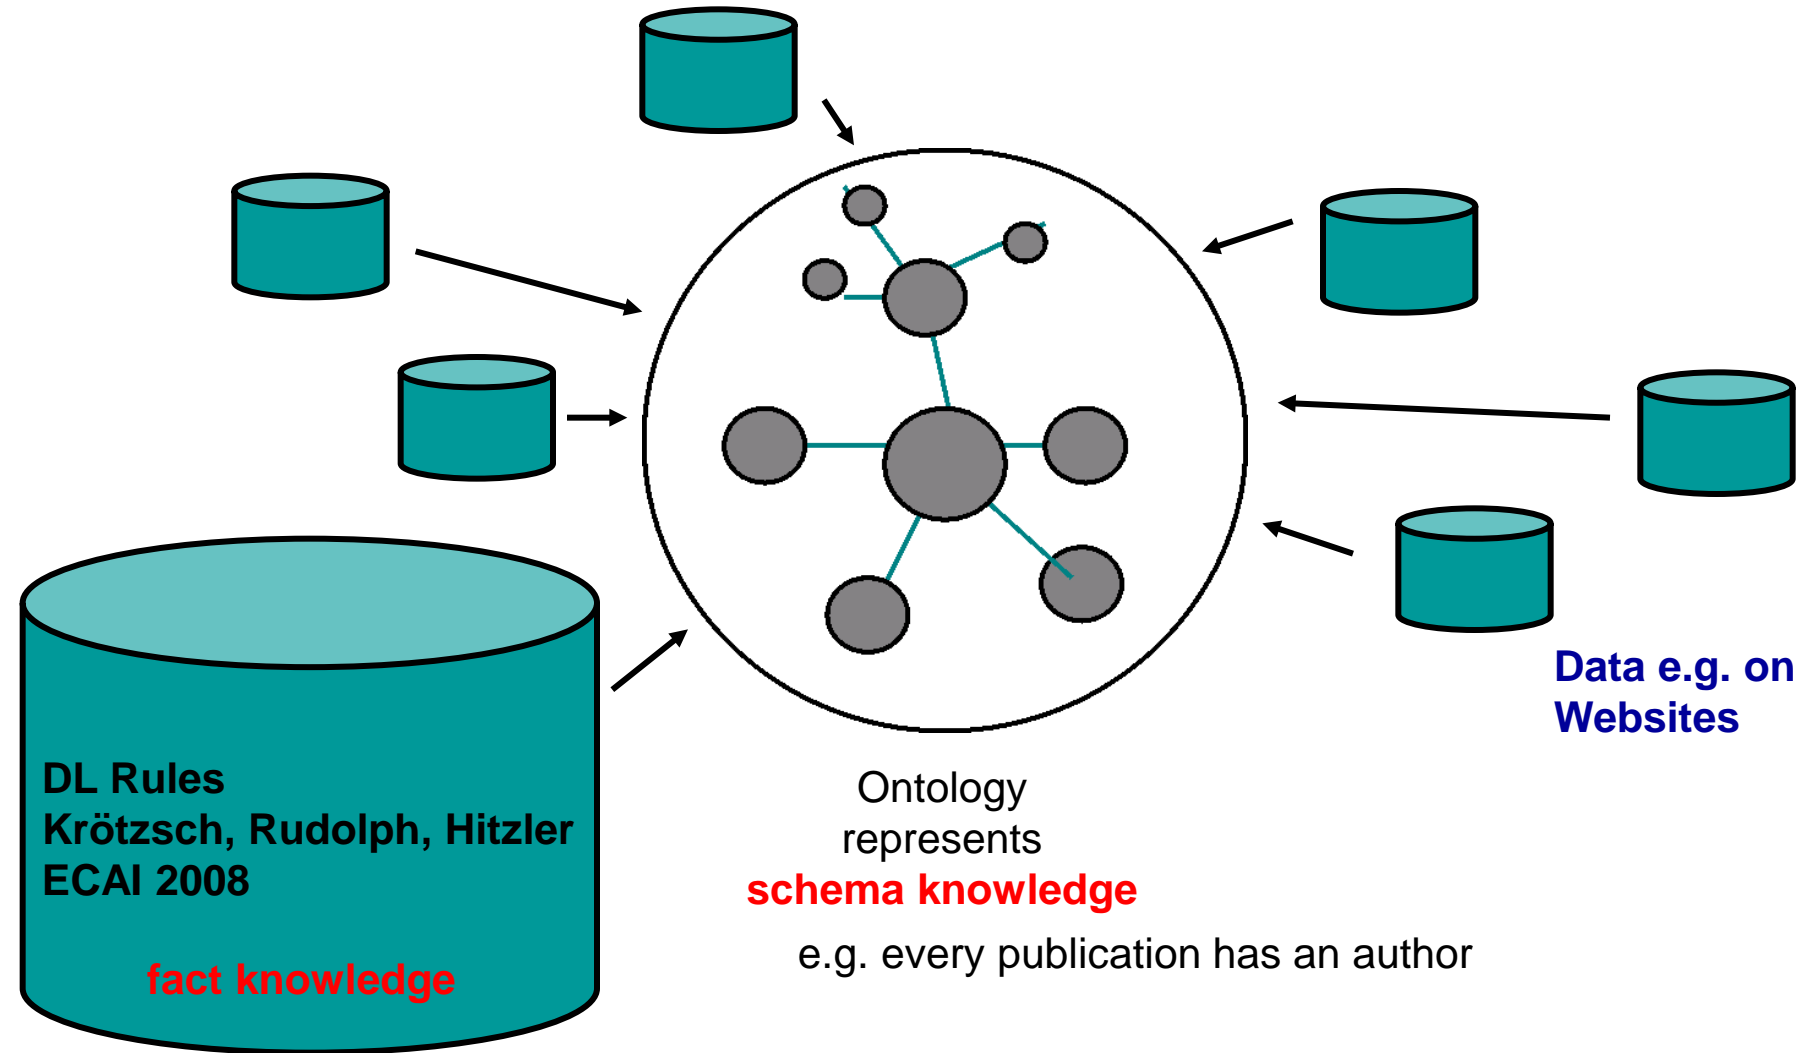 Data e.g. on
Websites
DL Rules
Krötzsch, Rudolph, Hitzler
ECAI 2008
fact knowledge
Ontology
represents
schema knowledge
e.g. every publication has an author